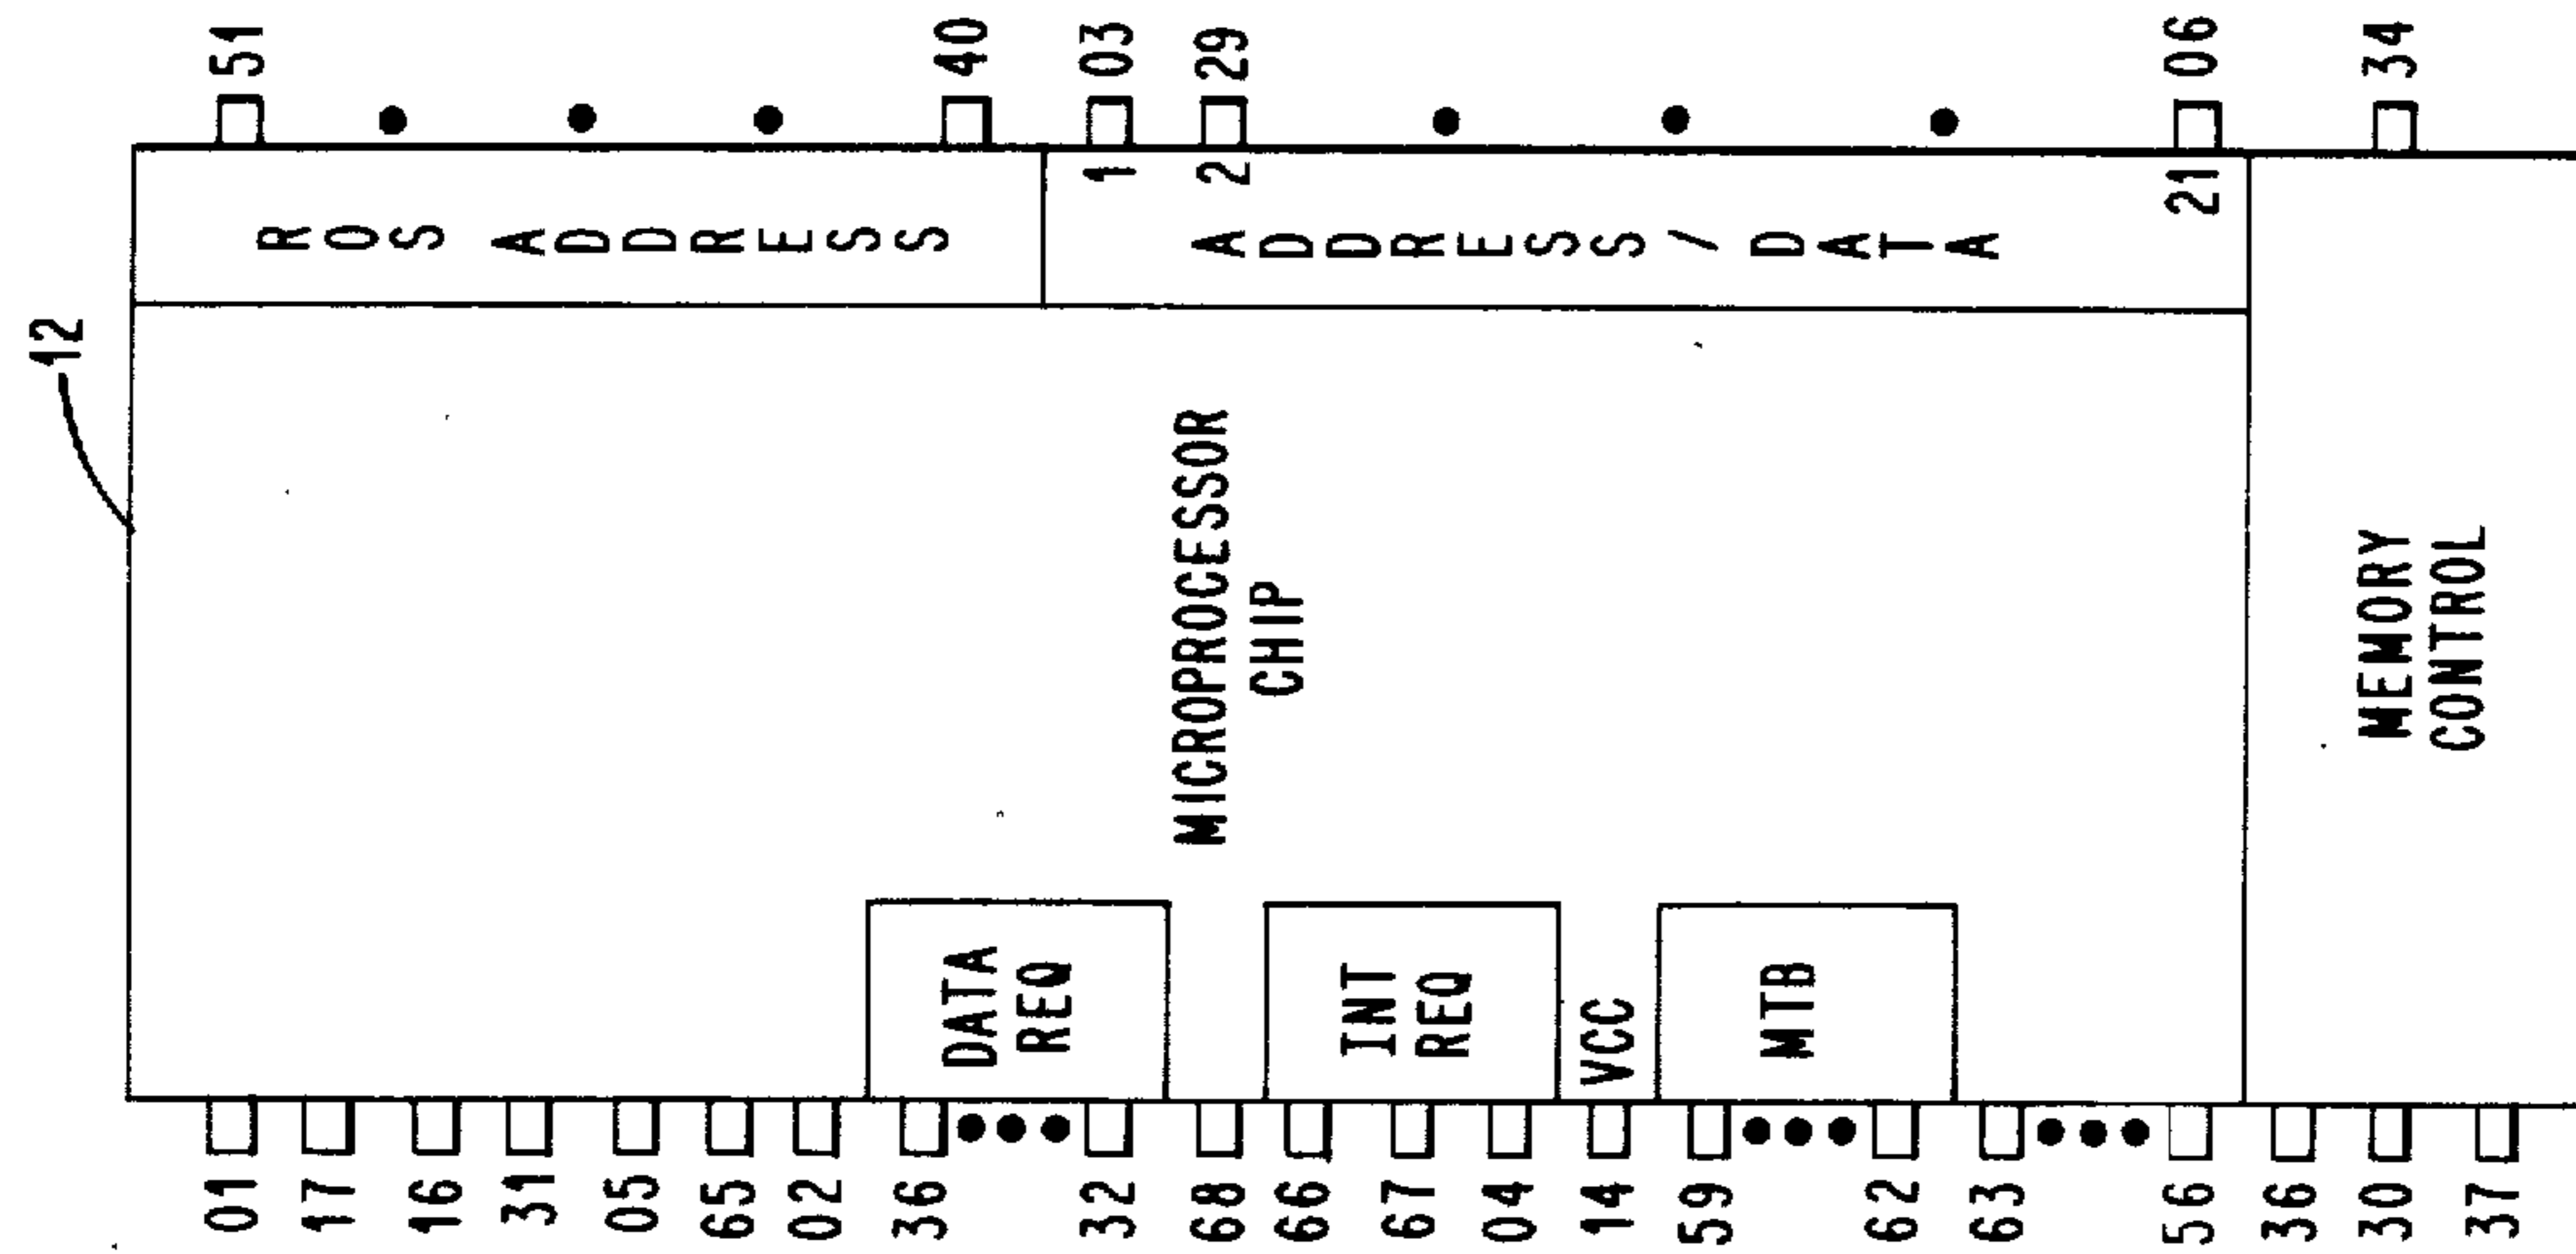 12
51
40
1 03
2 29
21 06
34
ROS ADDRESS
ADDRESS/DATA
MICROPROCESSOR
CHIP
MEMORY
CONTROL
DATA
REQ
INT
REQ
VCC
MTB
01
17
16
31
05
65
02
36
32
68
66
67
04
14
59
62
63
56
36
30
37